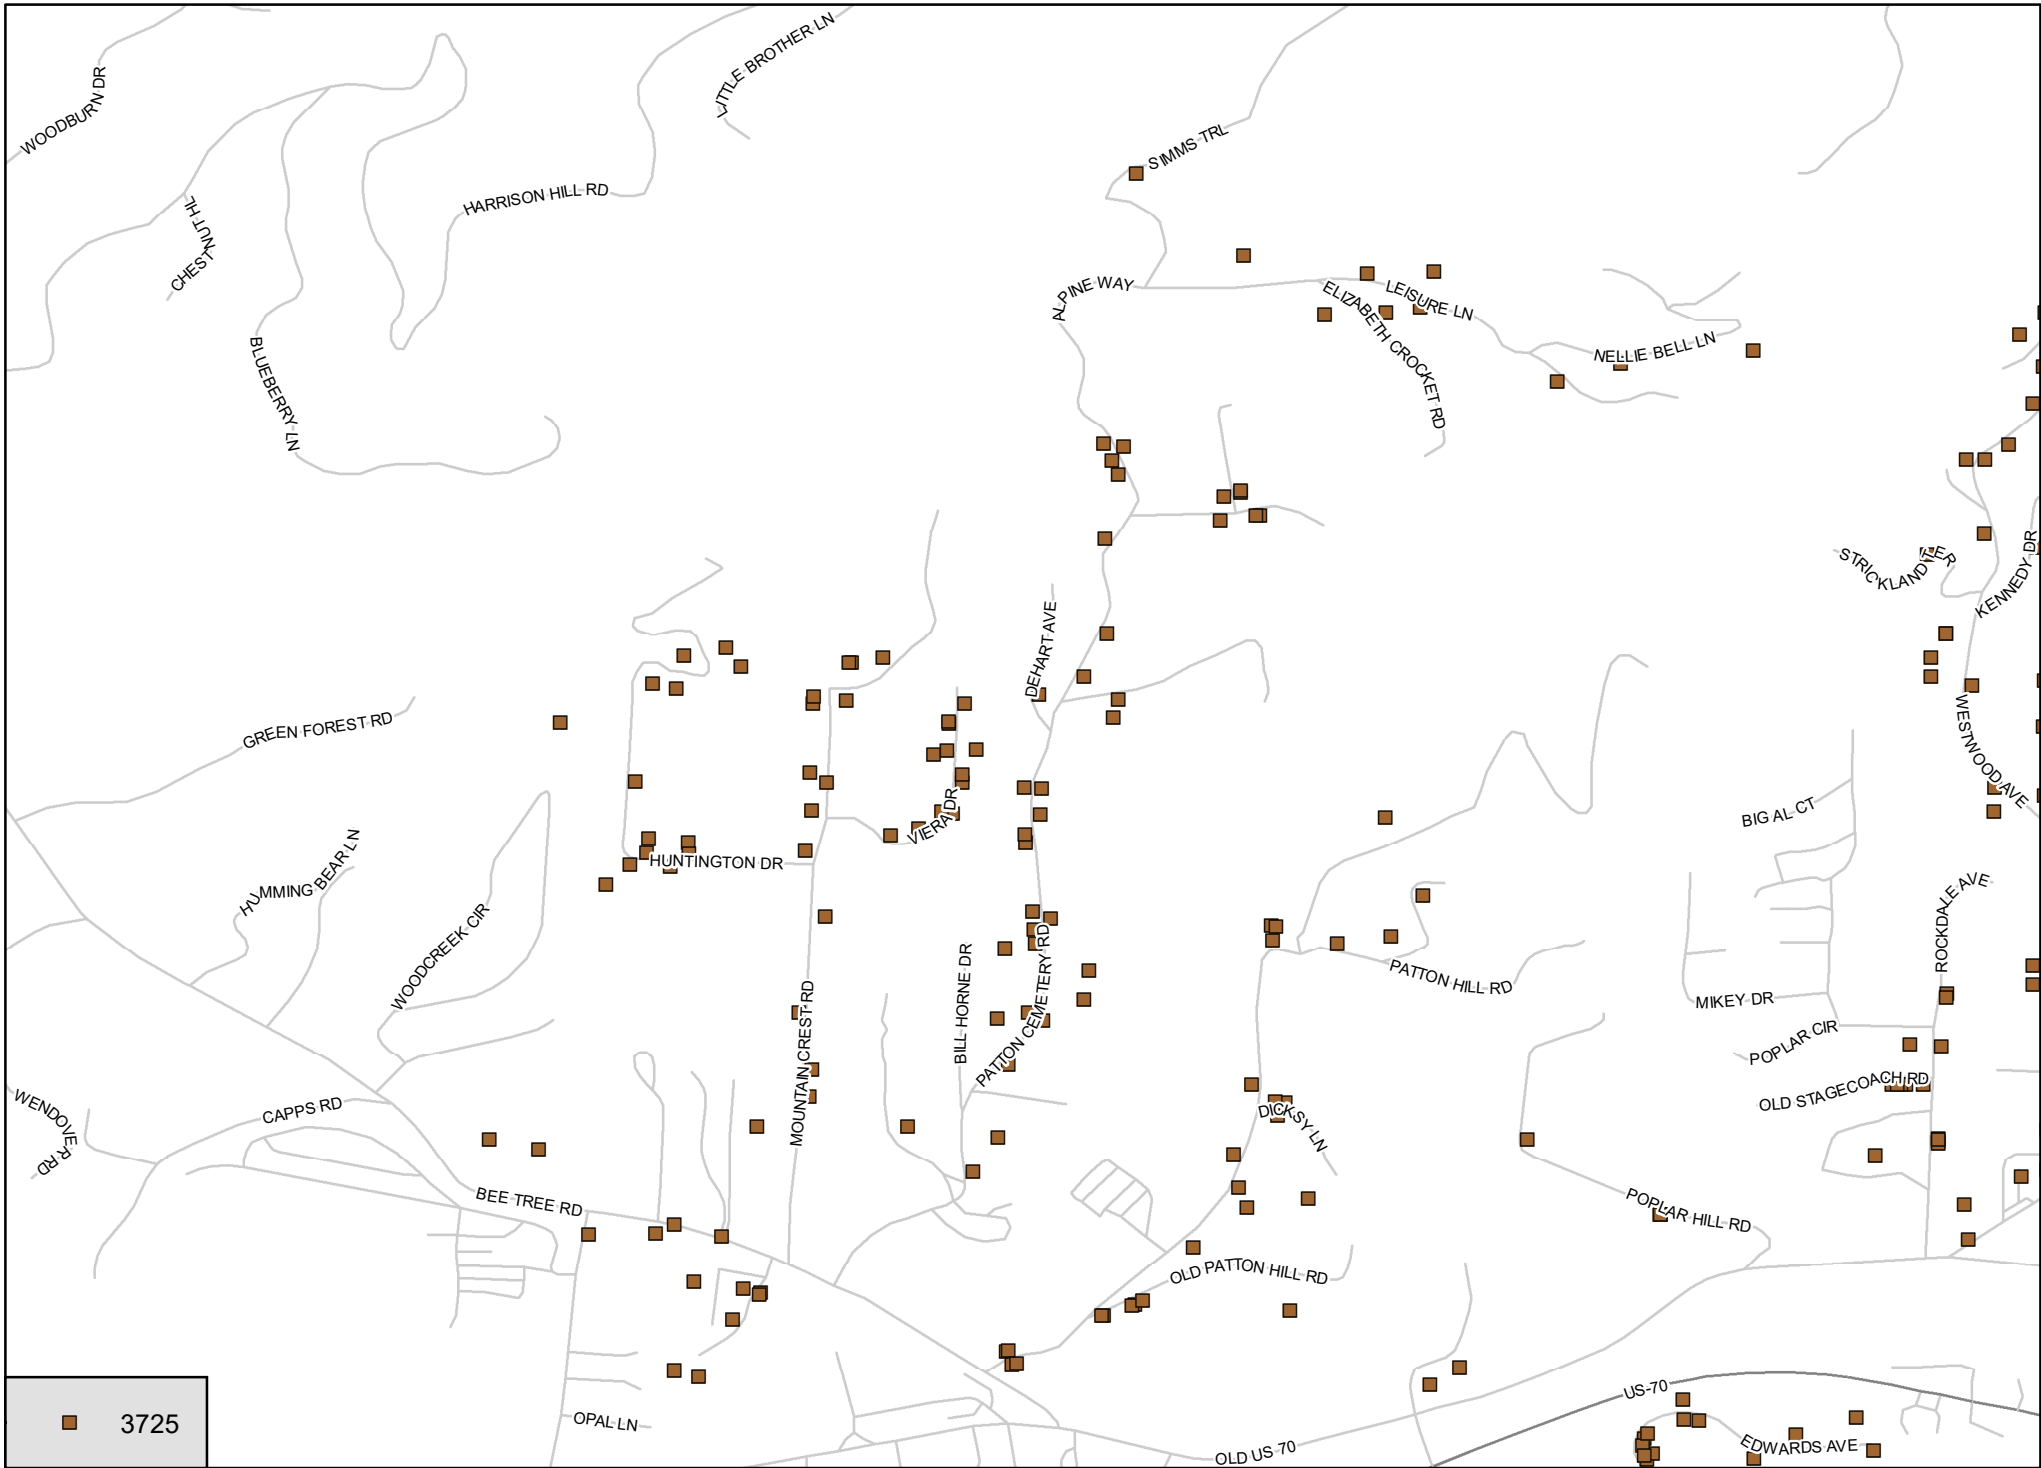 LITTLE BROTHER LN
WOODBURN DR
SIMMS TRL
HARRISON HILL RD
CHESTNUT HL
ALPINE WAY
ELIZABETH CROCKET RD
LEISURE LN
NELLIE BELL LN
BLUEBERRY LN
STRICKLAND TER
KENNEDY DR
DEHART AVE
GREEN FOREST RD
WESTWOOD AVE
VIERA DR
BIG AL CT
HUMMING BEAR LN
HUNTINGTON DR
WOODCREEK CIR
ROCKDALE AVE
PATTON HILL RD
BILL HORNE DR
PATTON CEMETERY RD
MOUNTAIN CREST RD
MIKEY DR
POPLAR CIR
OLD STAGECOACH RD
WENDOVER RD
CAPPS RD
DICKSY LN
BEE TREE RD
POPLAR HILL RD
OLD PATTON HILL RD
US-70
OPAL LN
OLD US 70
EDWARDS AVE
3725